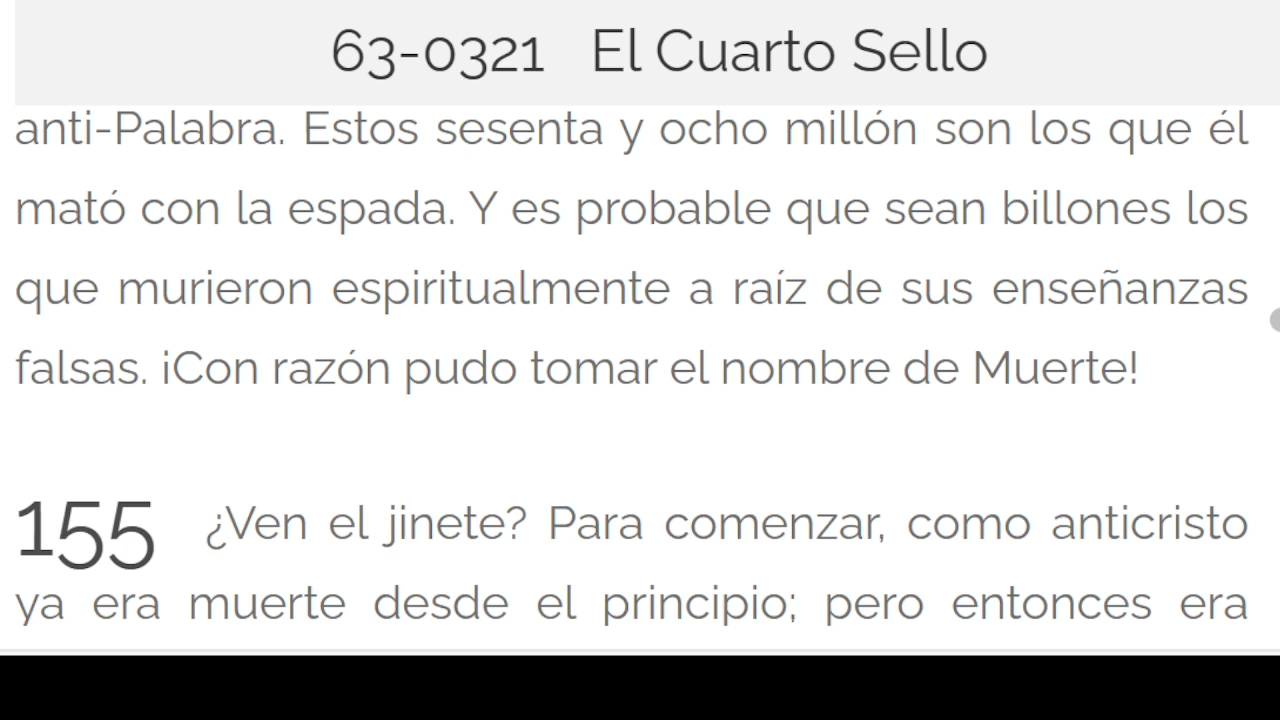 63-0321 El Cuarto Sello
anti-Palabra. Estos sesenta y ocho millón son los que él
mató con la espada. Y es probable que sean billones los
que murieron espiritualmente a raíz de sus enseñanzas
falsas. ¡Con razón pudo tomar el nombre de Muerte!
155 ¿Ven el jinete? Para comenzar, como anticristo
ya era muerte desde el principio; pero entonces era